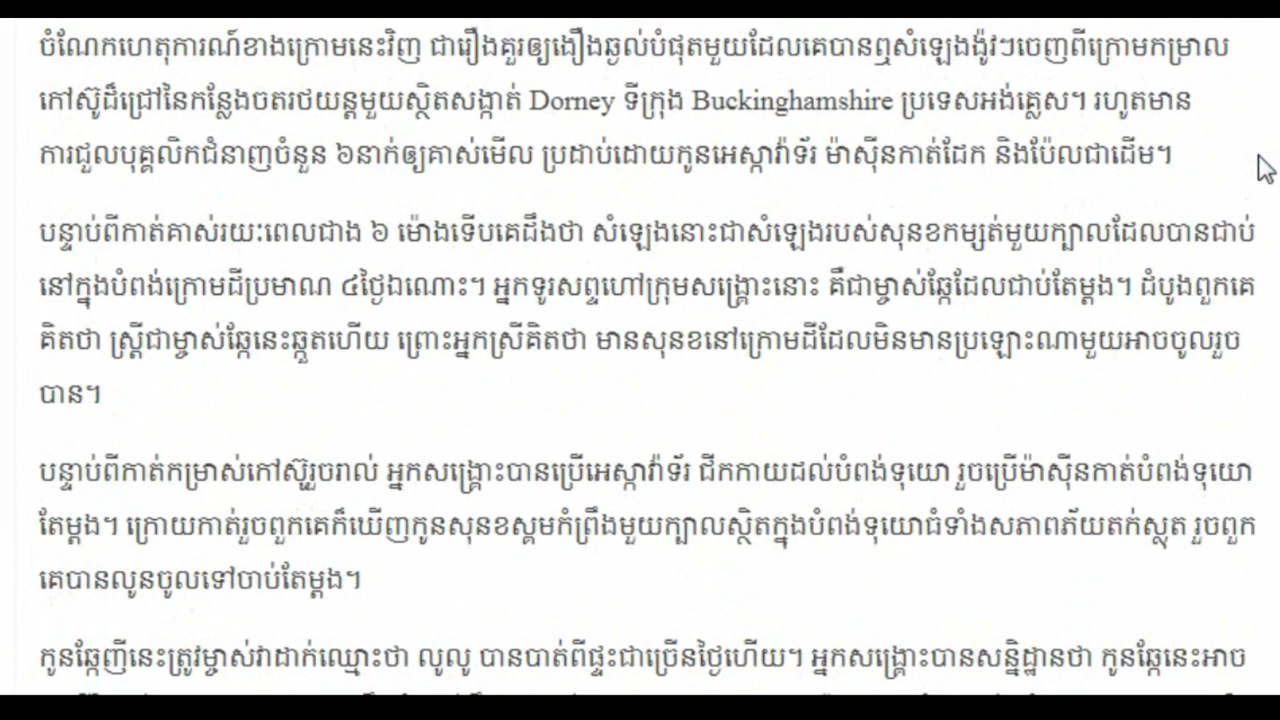 ចំណែកហេតុការណ៍ខាងក្រោមនេះវិញ ជារឿងគួរឲ្យងឿងឆ្ងល់បំផុតមួយដែលគេបានឮសំឡេងង៉ូវៗចេញពីក្រោមកម្រាល
កៅស៊ូដ៏ជ្រៅនៃកន្លែងចតរថយន្តមួយស្ថិតសង្កាត់ Dorney ទីក្រុង Buckinghamshire ប្រទេសអង់គ្លេស។ រហូតមាន
ការជួលបុគ្គលិកជំនាញចំនួន ៦នាក់ឲ្យគាស់មើល ប្រដាប់ដោយកូនអេស្កាវ៉ាទ័រ ម៉ាស៊ីនកាត់ដែក និងប៉ែលជាដើម។
បន្ទាប់ពីកាត់គាស់រយៈពេលជាង ៦ ម៉ោងទើបគេដឹងថា សំឡេងនោះជាសំឡេងរបស់សុនខកម្សត់មួយក្បាលដែលបានជាប់
នៅក្នុងបំពង់ក្រោមដីប្រមាណ ៤ថ្ងៃឯណោះ។ អ្នកទូរសព្ទហៅក្រុមសង្គ្រោះនោះ គឺជាម្ចាស់ឆ្កែដែលជាប់តែម្ដង។ ដំបូងពួកគេ
គិតថា ស្ត្រីជាម្ចាស់ឆ្កែនេះឆ្កួតហើយ ព្រោះអ្នកស្រីគិតថា មានសុនខនៅក្រោមដីដែលមិនមានប្រឡោះណាមួយអាចចូលរួច
បាន។
បន្ទាប់ពីកាត់កម្រាស់កៅស៊ូរួចរាល់ អ្នកសង្គ្រោះបានប្រើអេស្កាវ៉ាទ័រ ជីកកាយដល់បំពង់ទុយោ រួចប្រើម៉ាស៊ីនកាត់បំពង់ទុយោ
តែម្ដង។ ក្រោយកាត់រួចពួកគេក៏ឃើញកូនសុនខស្គមកំព្រឹងមួយក្បាលស្ថិតក្នុងបំពង់ទុយោធំទាំងសភាពភ័យតក់ស្លុត រួចពួក
គេបានលូនចូលទៅចាប់តែម្ដង។
កូនឆ្កែញីនេះត្រូវម្ចាស់វាដាក់ឈ្មោះថា លូលូ បានបាត់ពីផ្ទះជាច្រើនថ្ងៃហើយ។ អ្នកសង្គ្រោះបានសន្និដ្ឋានថា កូនឆ្កែនេះអាច